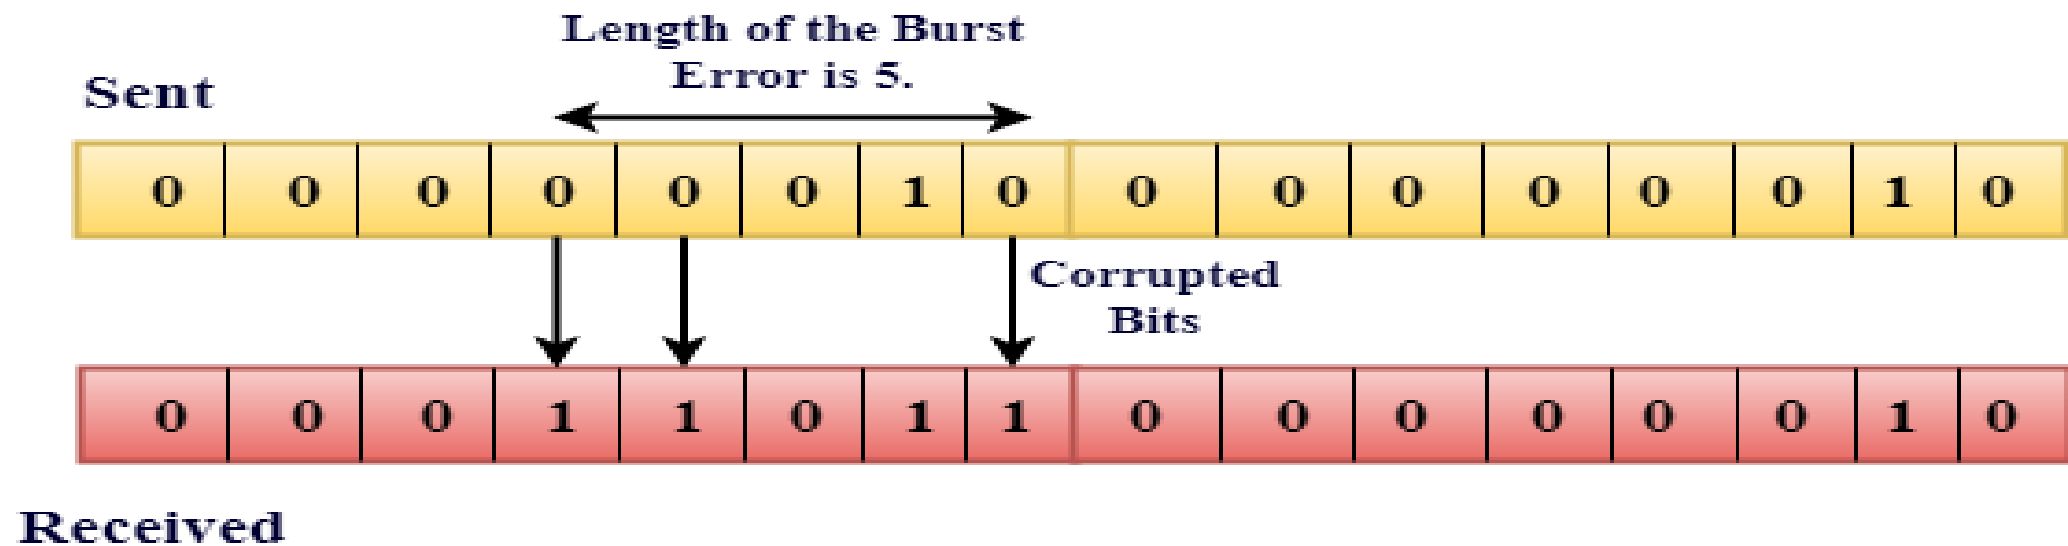 Length of the Burst
Error is 5.
Sent
0 0 0 0 0 0 1 0 0 0 0 0 0 0 1 0
Corrupted
Bits
0 0 0 1 1 0 1 1 0 0 0 0 0 0 1 0
Received